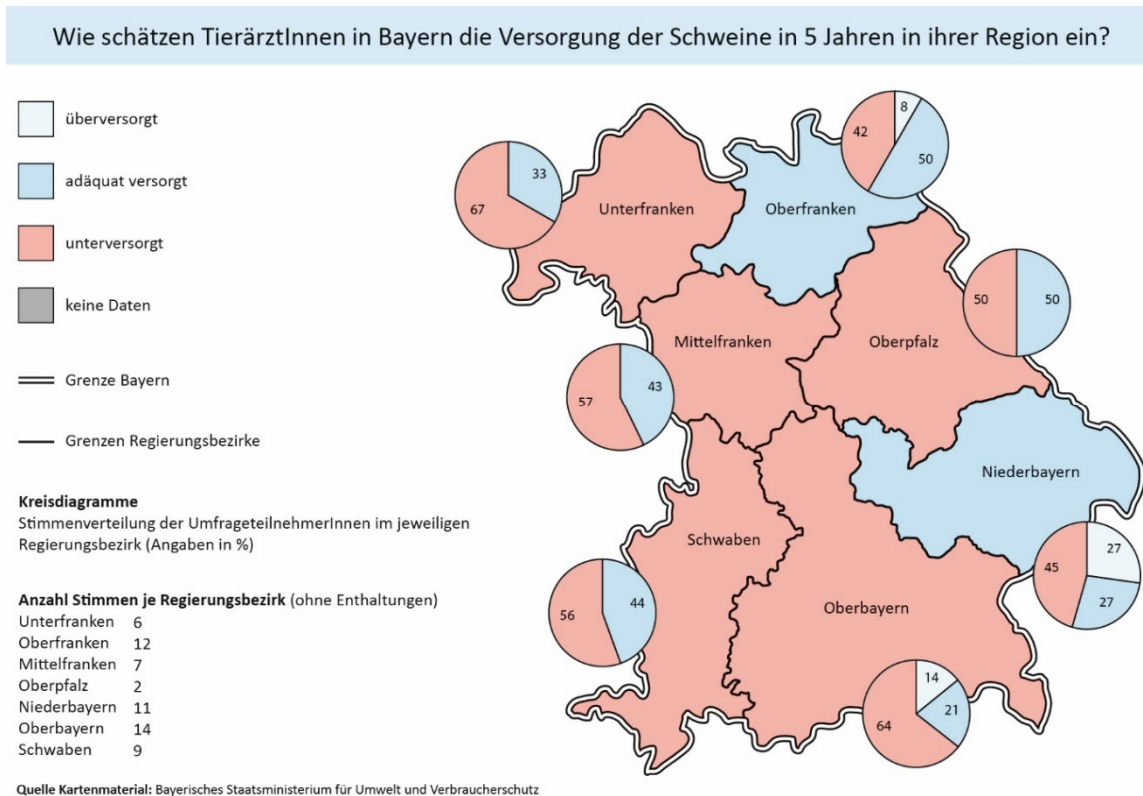 Wie schätzen TierärztInnen in Bayern die Versorgung der Schweine in 5 Jahren in ihrer Region ein?
überversorgt
adäquat versorgt
unterversorgt
keine Daten
Grenze Bayern
Grenzen Regierungsbezirke
Kreisdiagramme
Stimmenverteilung der UmfrageteilnehmerInnen im jeweiligen
Regierungsbezirk (Angaben in %)
Anzahl Stimmen je Regierungsbezirk (ohne Enthaltungen)
Unterfranken 6
Oberfranken 12
Mittelfranken 7
Oberpfalz 2
Niederbayern 11
Oberbayern 14
Schwaben 9
Quelle Kartenmaterial: Bayerisches Staatsministerium für Umwelt und Verbraucherschutz
8
42
50
33
67
Unterfranken
Oberfranken
50
50
Mittelfranken
Oberpfalz
43
57
Niederbayern
Schwaben
27
45
27
44
56
Oberbayern
14
21
64